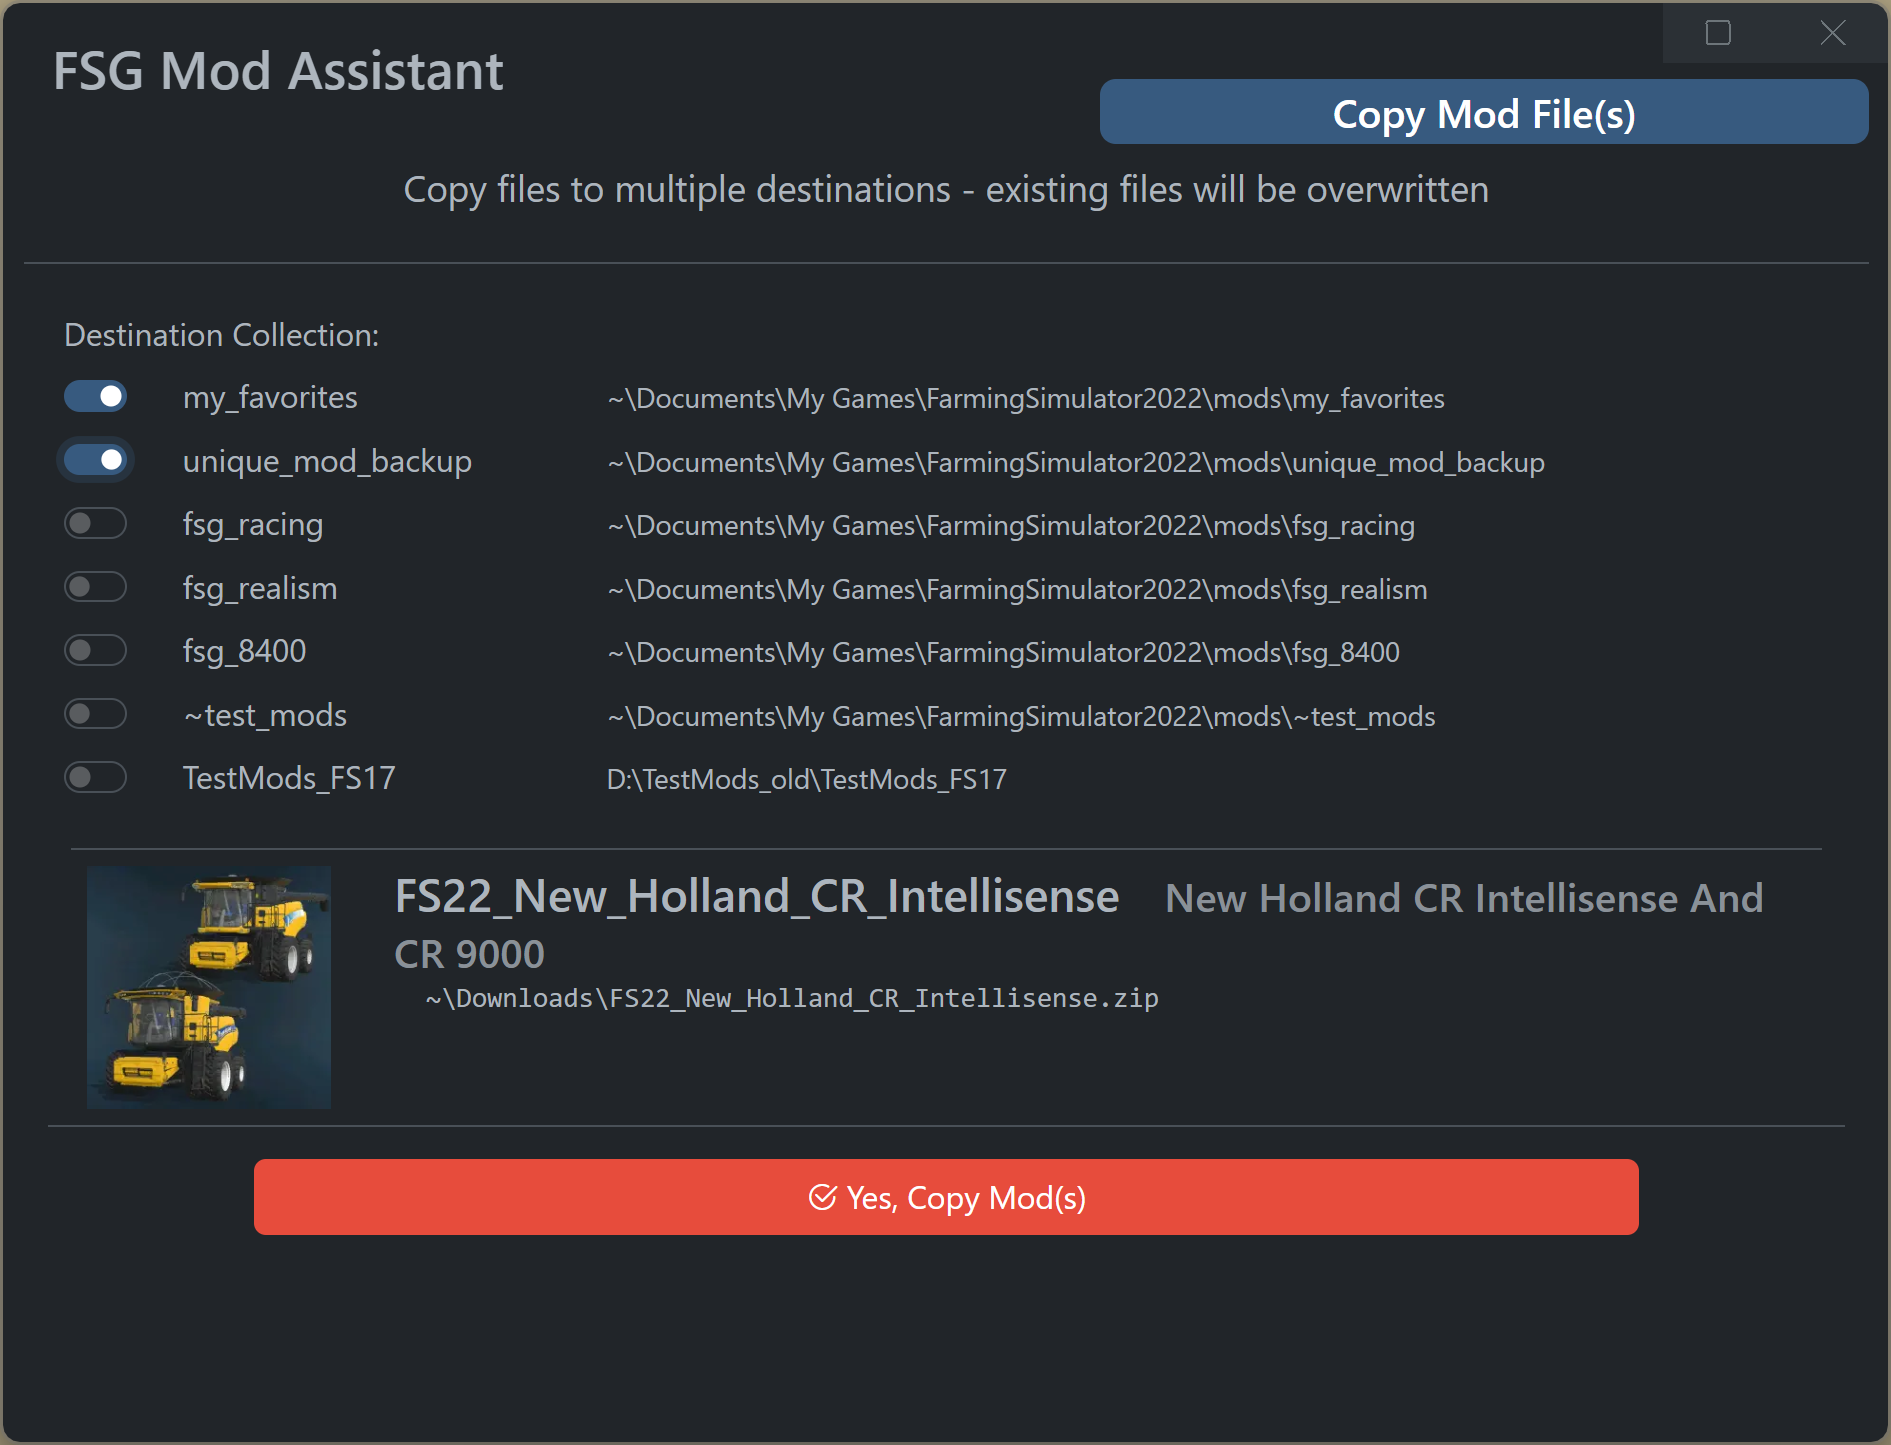 FSG Mod Assistant
Copy Mod File(s)
Copy files to multiple destinations - existing files will be overwritten
Destination Collection:
my_favorites ~\Documents\My Games\FarmingSimulator2022\mods\my_favorites
unique_mod_backup ~\Documents\My Games\FarmingSimulator2022\mods\unique_mod_backup
fsg_racing ~\Documents\My Games\FarmingSimulator2022\mods\fsg_racing
fsg_realism ~\Documents\My Games\FarmingSimulator2022\mods\fsg_realism
fsg_8400 ~\Documents\My Games\FarmingSimulator2022\mods\fsg_8400
~test_mods ~\Documents\My Games\FarmingSimulator2022\mods\~test_mods
TestMods_FS17 D:\TestMods_old\TestMods_FS17
FS22_New_Holland_CR_Intellisense New Holland CR Intellisense And
CR 9000
~\Downloads\FS22_New_Holland_CR_Intellisense.zip
Yes, Copy Mod(s)